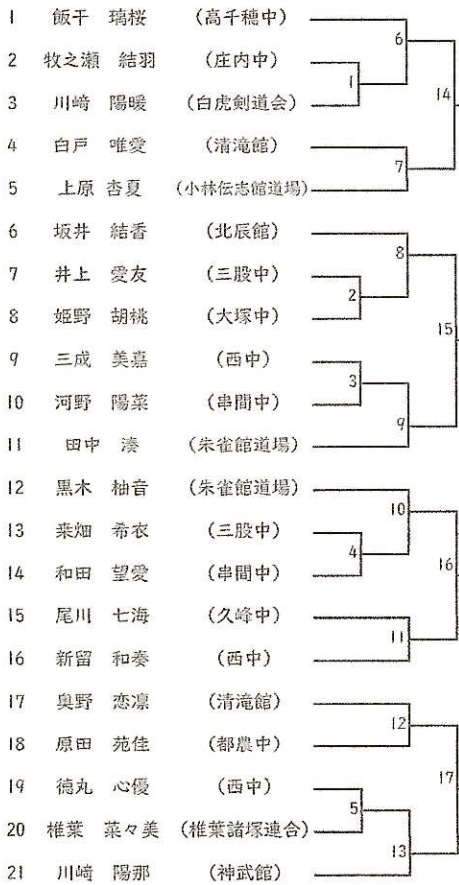 1 飯干 璃桜 (高千穂中)
6
2 牧之瀬 結羽 (庄内中)
1
14
3 川﨑 陽暖 (白虎剣道会)
4 白戸 唯愛 (清滝館)
7
5 上原 杏夏 (小林伝志館道場)
6 坂井 結香 (北辰館)
8
7 井上 愛友 (三股中)
2
8 姫野 胡桃 (大塚中)
15
9 三成 美嘉 (西中)
3
10 河野 陽菜 (串間中)
9
11 田中 湊 (朱雀館道場)
12 黒木 柚音 (朱雀館道場)
10
13 桒畑 希衣 (三股中)
4
14 和田 望愛 (串間中)
16
15 尾川 七海 (久峰中)
11
16 新留 和奏 (西中)
17 奥野 恋凛 (清滝館)
12
18 原田 苑佳 (都農中)
17
19 徳丸 心優 (西中)
5
20 椎葉 菜々美 (椎葉諸塚連合)
13
21 川﨑 陽那 (神武館)